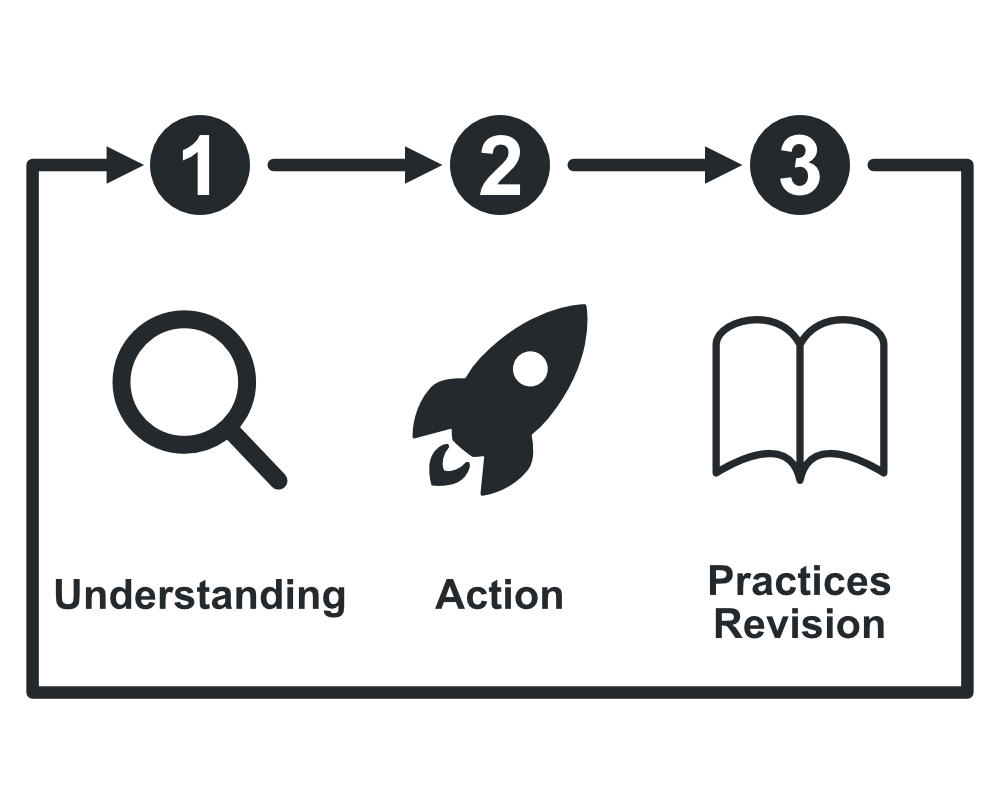 1
2
3
Understanding
Action
Practices
Revision